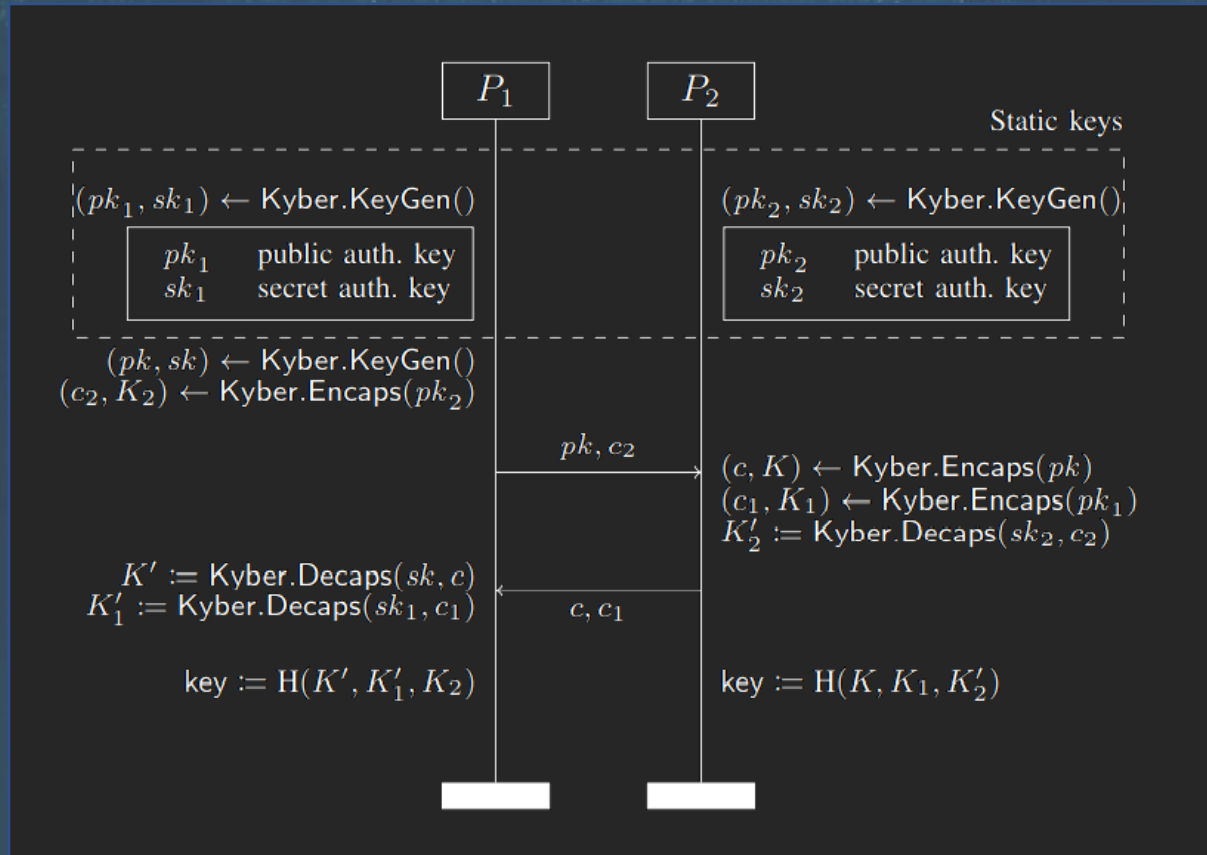 P₁ P₂
Static keys
(pk₁, sk₁) ← Kyber.KeyGen() (pk₂, sk₂) ← Kyber.KeyGen()
pk₁ public auth. key pk₂ public auth. key
sk₁ secret auth. key sk₂ secret auth. key
(pk, sk) ← Kyber.KeyGen()
(c₂, K₂) ← Kyber.Encaps(pk₂)
pk, c₂
(c, K) ← Kyber.Encaps(pk)
(c₁, K₁) ← Kyber.Encaps(pk₁)
K′₂ := Kyber.Decaps(sk₂, c₂)
K′ := Kyber.Decaps(sk, c)
K′₁ := Kyber.Decaps(sk₁, c₁)
c, c₁
key := H(K′, K′₁, K₂) key := H(K, K₁, K′₂)